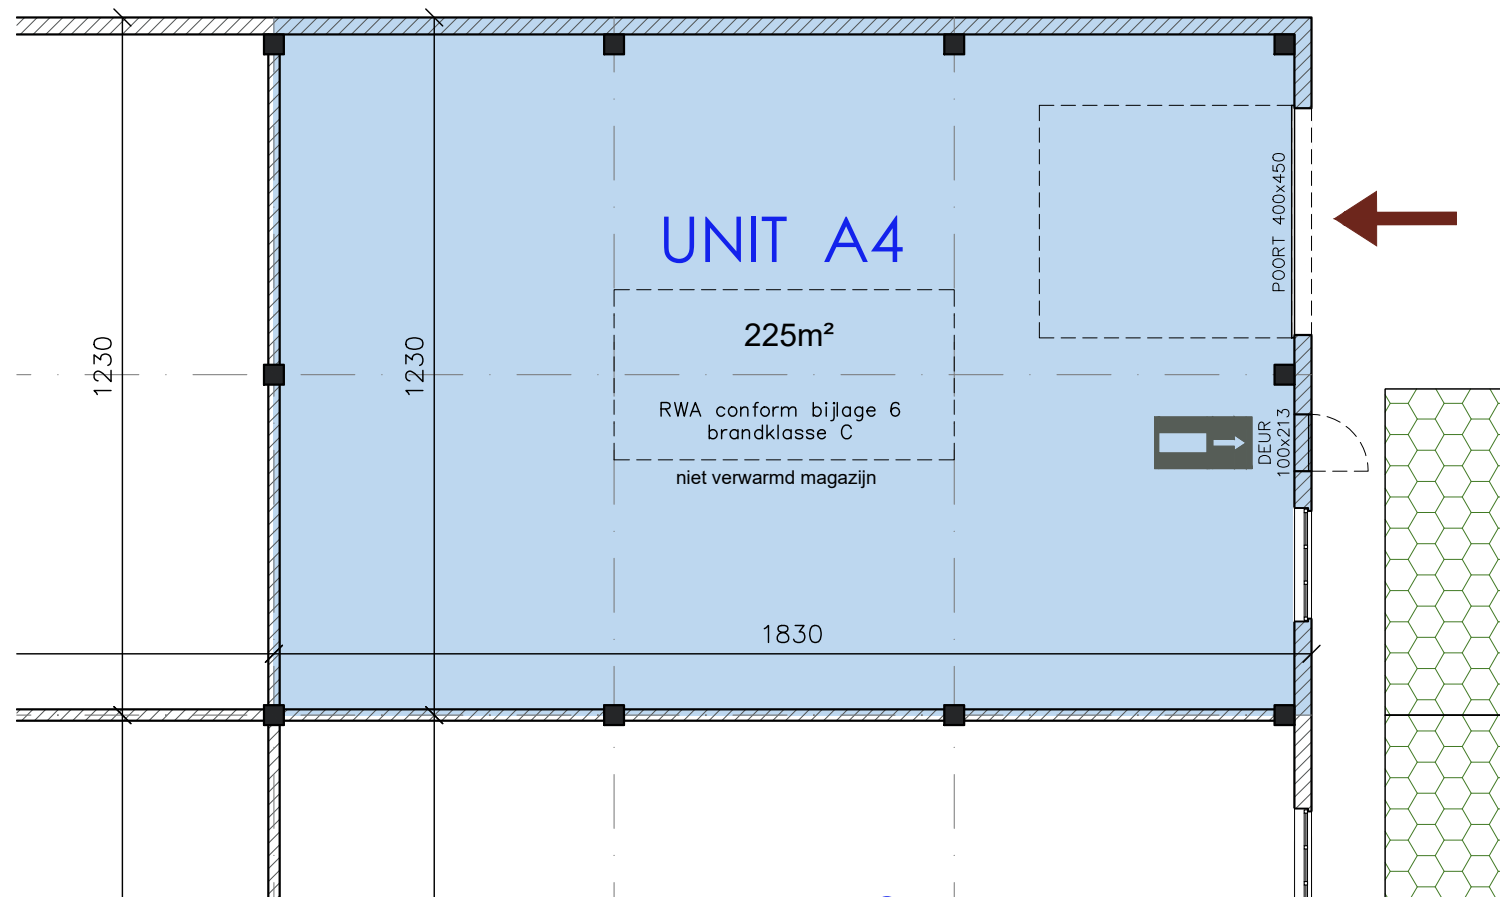 UNIT A4
POORT 400x450
225m²
1230
1230
RWA conform bijlage 6
brandklasse C
DEUR
100x213
niet verwarmd magazijn
1830